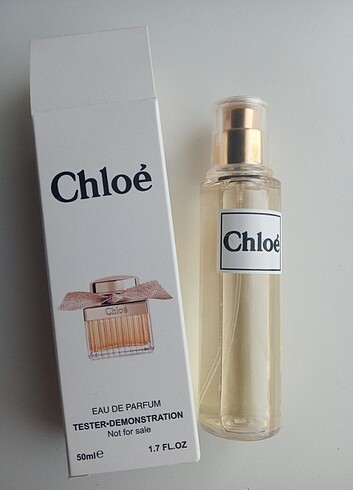 Chloé
Chloé
EAU DE PARFUM
TESTER•DEMONSTRATION
Not for sale
50ml℮ 1.7 FL.OZ
Chloé